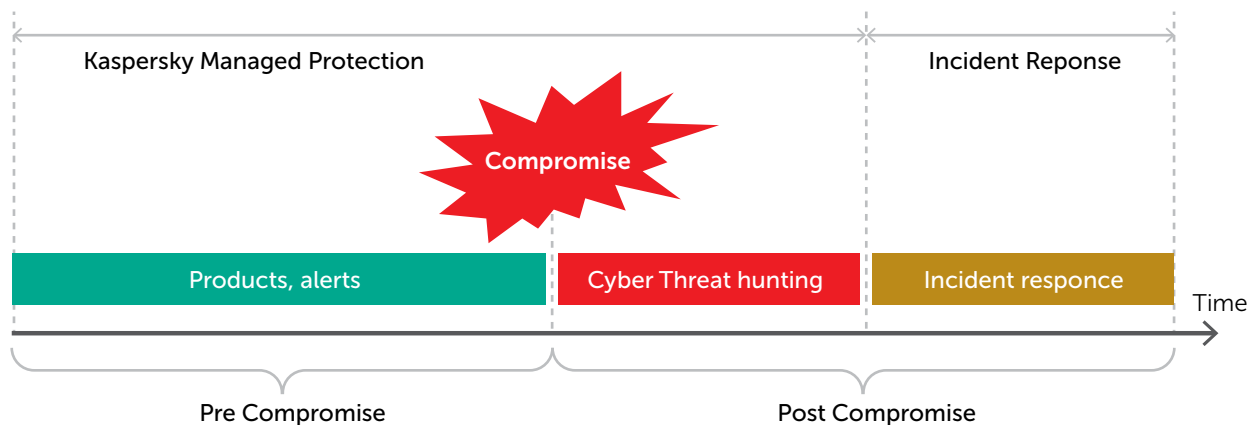 Kaspersky Managed Protection
Incident Reponse
Compromise
Products, alerts
Cyber Threat hunting
Incident responce
Time
Pre Compromise
Post Compromise